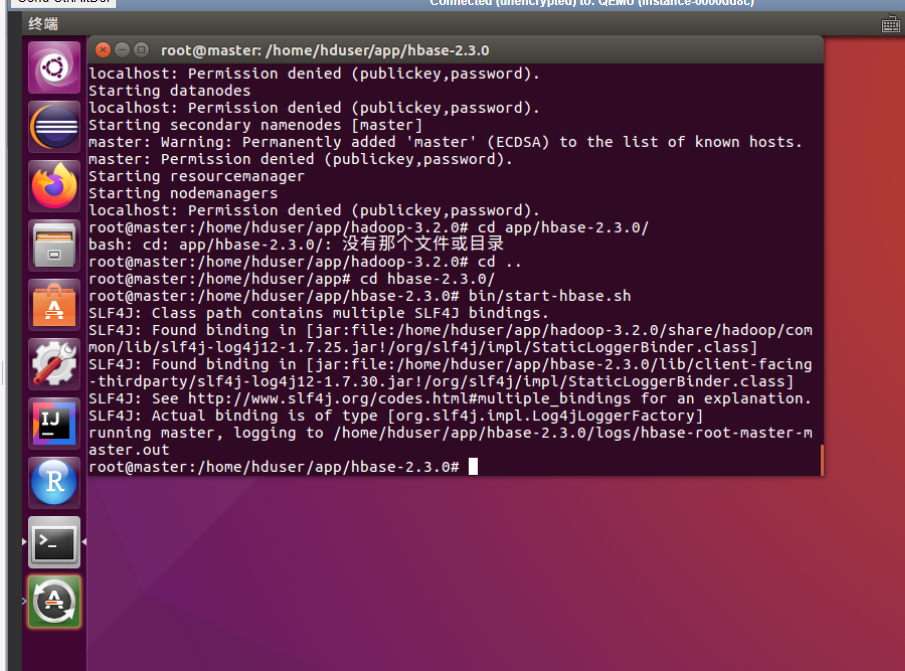 Send CtrlAltDel
Connected (unencrypted) to: QEMU (instance-0000dd8c)
终端
root@master: /home/hduser/app/hbase-2.3.0
localhost: Permission denied (publickey,password).
Starting datanodes
localhost: Permission denied (publickey,password).
Starting secondary namenodes [master]
master: Warning: Permanently added 'master' (ECDSA) to the list of known hosts.
master: Permission denied (publickey,password).
Starting resourcemanager
Starting nodemanagers
localhost: Permission denied (publickey,password).
root@master:/home/hduser/app/hadoop-3.2.0# cd app/hbase-2.3.0/
bash: cd: app/hbase-2.3.0/: 没有那个文件或目录
root@master:/home/hduser/app/hadoop-3.2.0# cd ..
root@master:/home/hduser/app# cd hbase-2.3.0/
root@master:/home/hduser/app/hbase-2.3.0# bin/start-hbase.sh
SLF4J: Class path contains multiple SLF4J bindings.
SLF4J: Found binding in [jar:file:/home/hduser/app/hadoop-3.2.0/share/hadoop/com
mon/lib/slf4j-log4j12-1.7.25.jar!/org/slf4j/impl/StaticLoggerBinder.class]
SLF4J: Found binding in [jar:file:/home/hduser/app/hbase-2.3.0/lib/client-facing
-thirdparty/slf4j-log4j12-1.7.30.jar!/org/slf4j/impl/StaticLoggerBinder.class]
SLF4J: See http://www.slf4j.org/codes.html#multiple_bindings for an explanation.
SLF4J: Actual binding is of type [org.slf4j.impl.Log4jLoggerFactory]
running master, logging to /home/hduser/app/hbase-2.3.0/logs/hbase-root-master-m
aster.out
root@master:/home/hduser/app/hbase-2.3.0#
IJ
R
>_